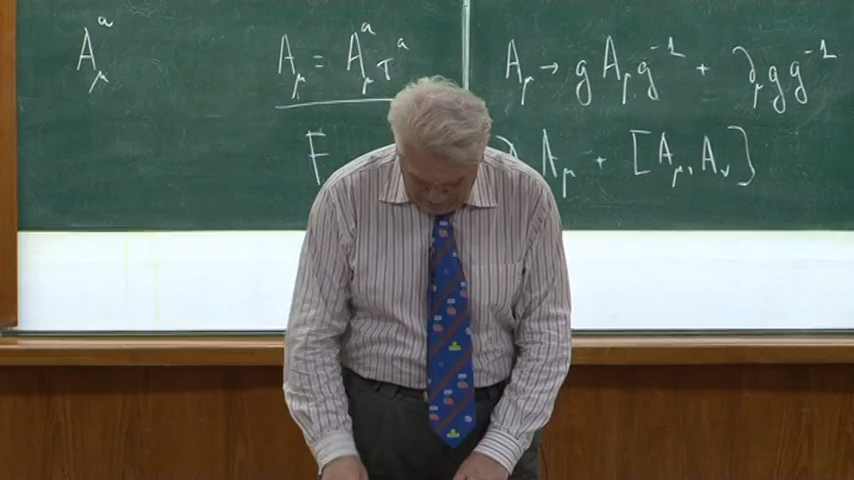 A_μ^a    A_μ = A_μ^a τ^a    A_μ → g A_μ g^{-1} + ∂_μ g g^{-1}
F    A_μ + [A_μ, A_ν]